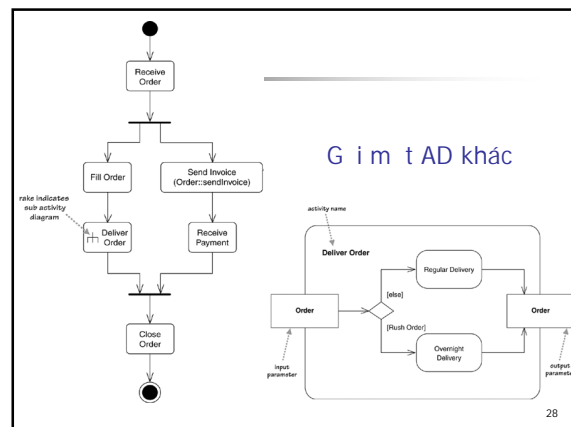 Receive
Order
Fill Order
Send Invoice
(Order::sendInvoice)
rake indicates
sub activity
diagram
Deliver
Order
Receive
Payment
Close
Order
G i m t AD khác
activity name
Deliver Order
Regular Delivery
[else]
Order
Order
[Rush Order]
Overnight
Delivery
input
parameter
output
parameter
28